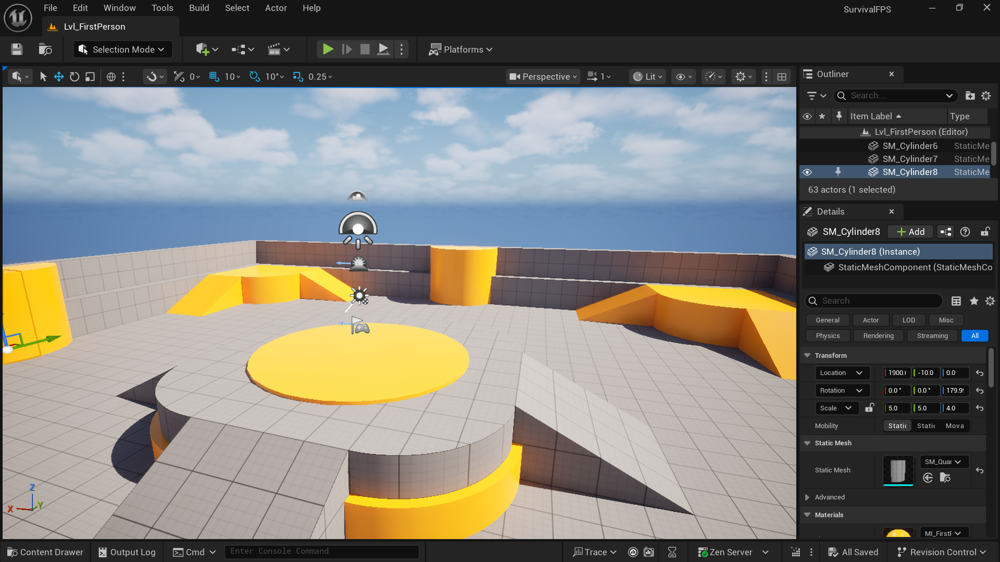 File Edit Window Tools Build Select Actor Help
SurvivalFPS
Lvl_FirstPerson
Selection Mode
Platforms
0 10 10° 0.25
Perspective 1 Lit
Outliner
Search...
Item Label Type
Lvl_FirstPerson (Editor)
SM_Cylinder6 StaticMe
SM_Cylinder7 StaticMe
SM_Cylinder8 StaticMe
63 actors (1 selected)
Details
SM_Cylinder8 Add
SM_Cylinder8 (Instance)
StaticMeshComponent (StaticMeshCo
Search
General Actor LOD Misc
Physics Rendering Streaming All
Transform
Location 1900. -10.0 0.0
Rotation 0.0 ° 0.0 ° 179.9
Scale 5.0 5.0 4.0
Mobility Static Static Mova
Static Mesh
Static Mesh SM_Quar
Advanced
Materials
MI_FirstP
Z
X Y
Content Drawer Output Log Cmd Enter Console Command Trace Zen Server All Saved Revision Control